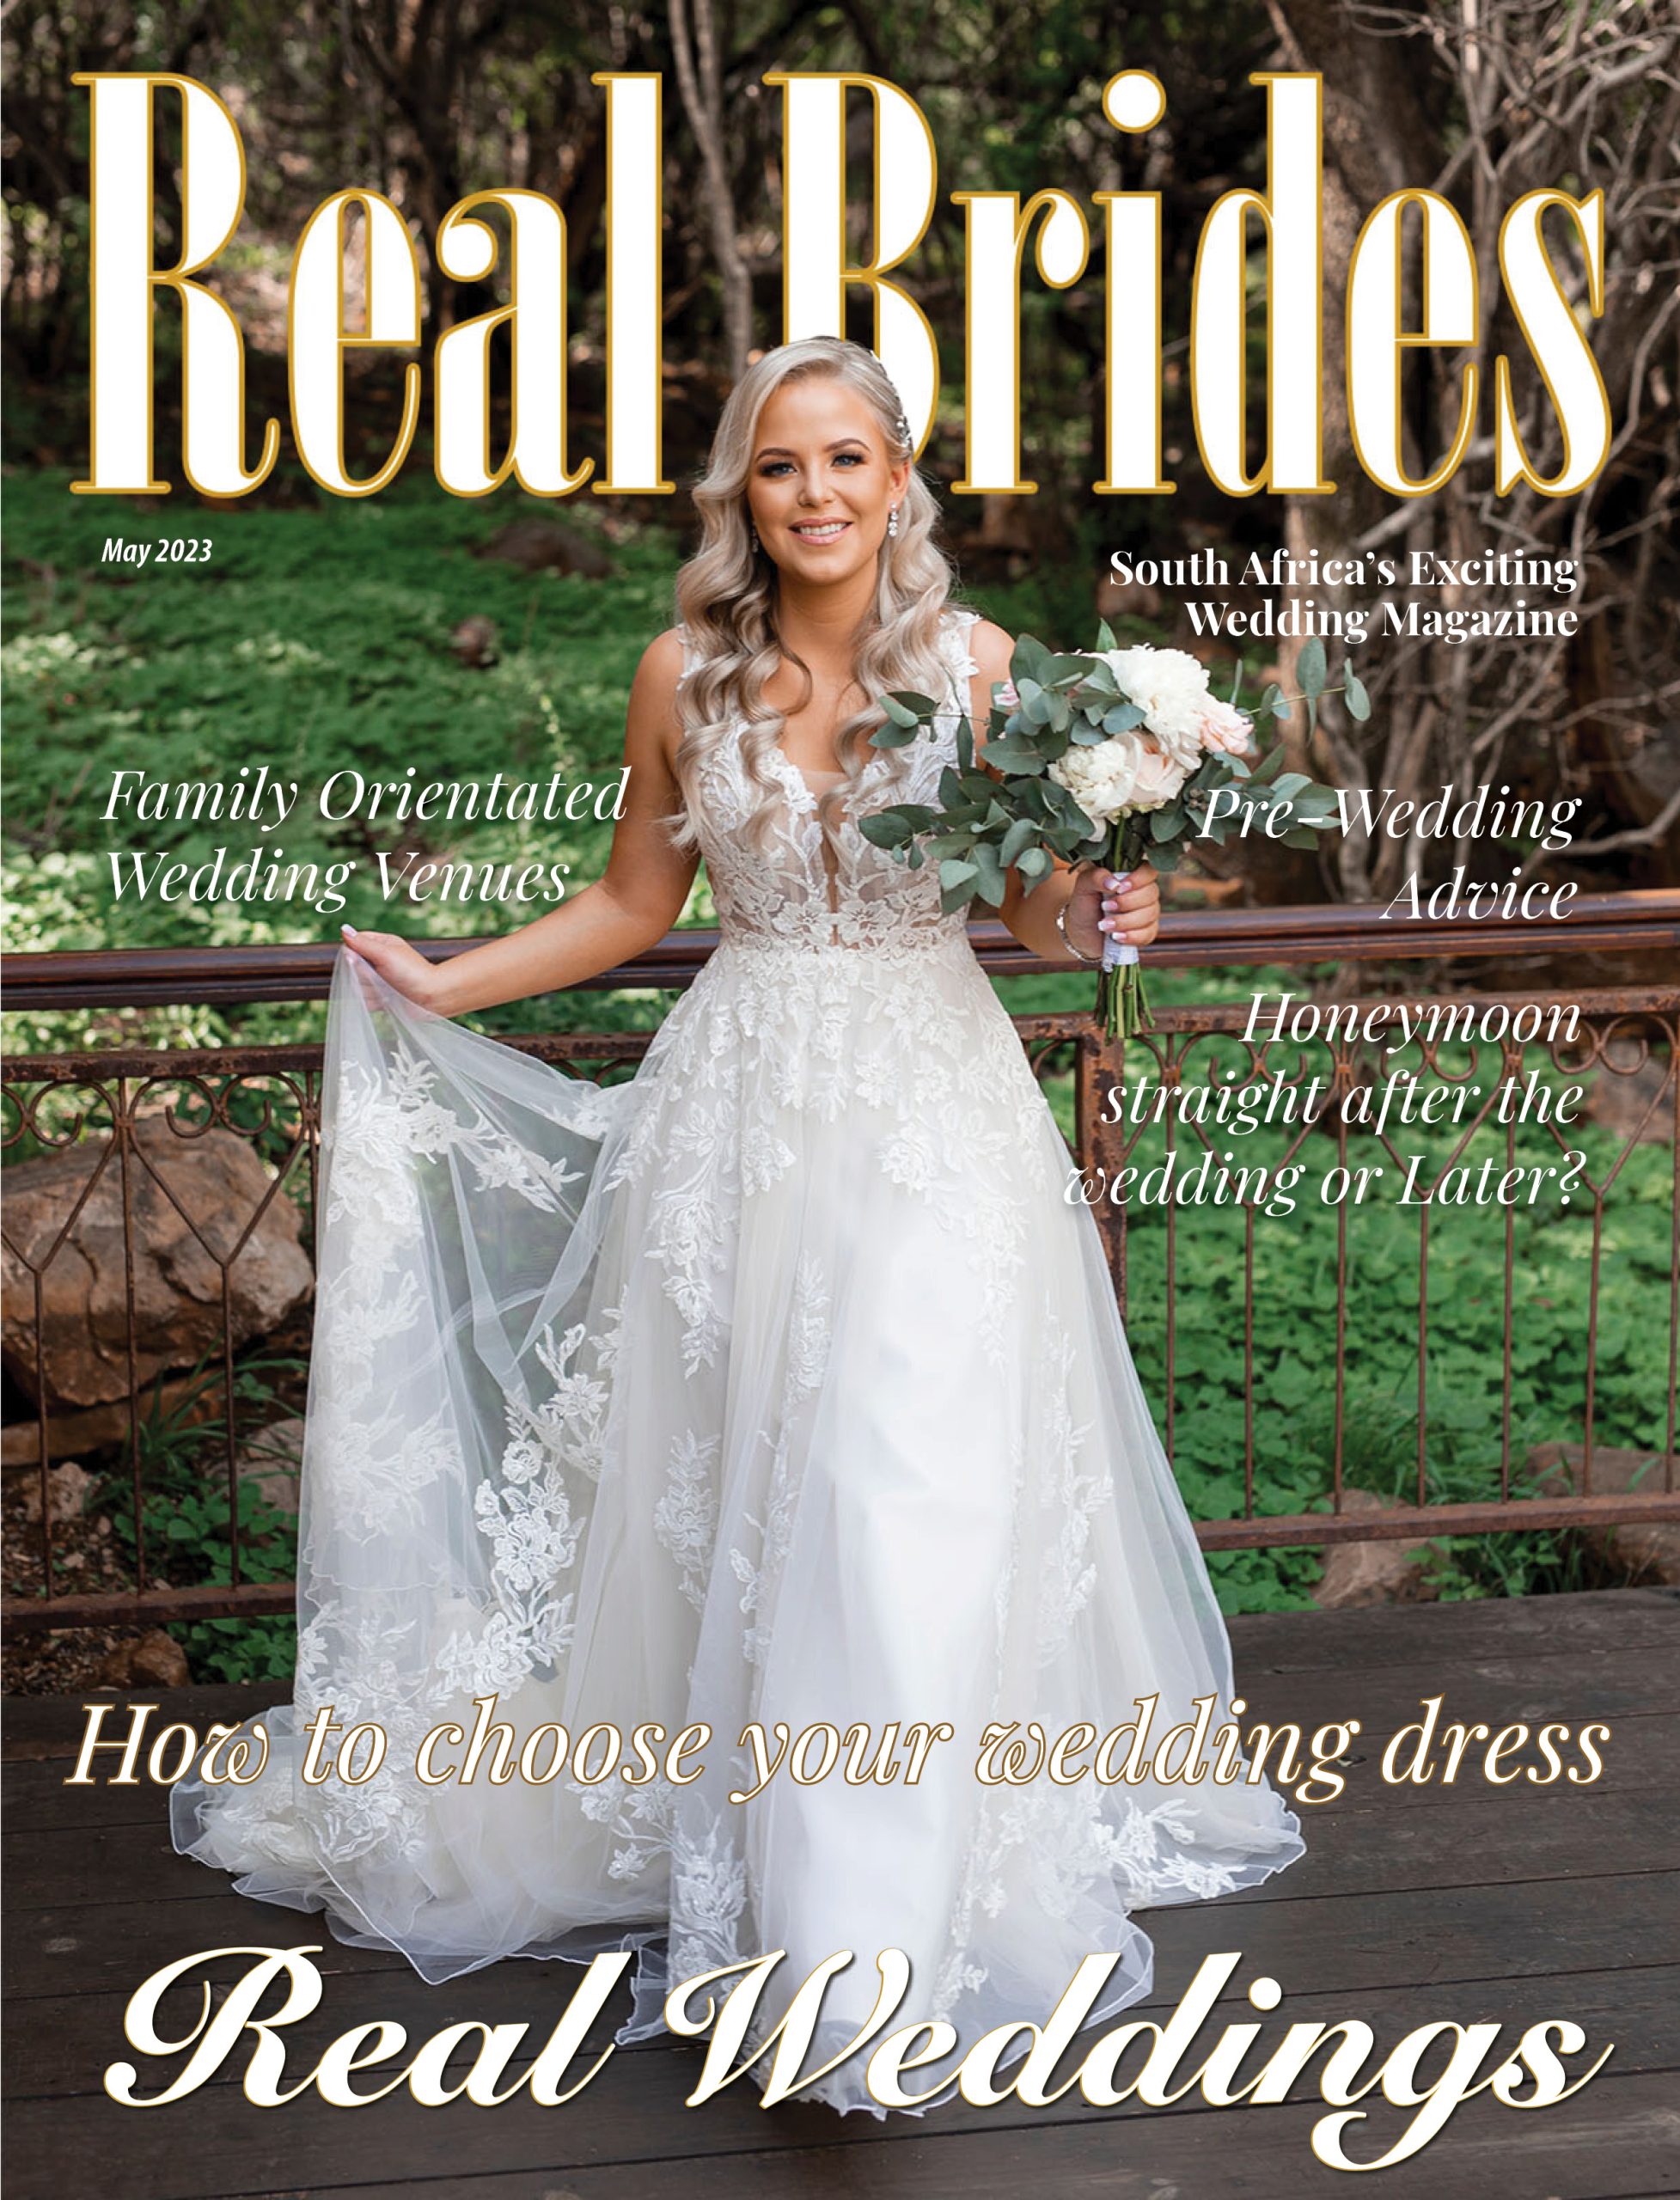 Real Brides
May 2023
South Africa's Exciting
Wedding Magazine
Family Orientated
Wedding Venues
Pre-Wedding
Advice
Honeymoon
straight after the
wedding or Later?
How to choose your wedding dress
Real Weddings